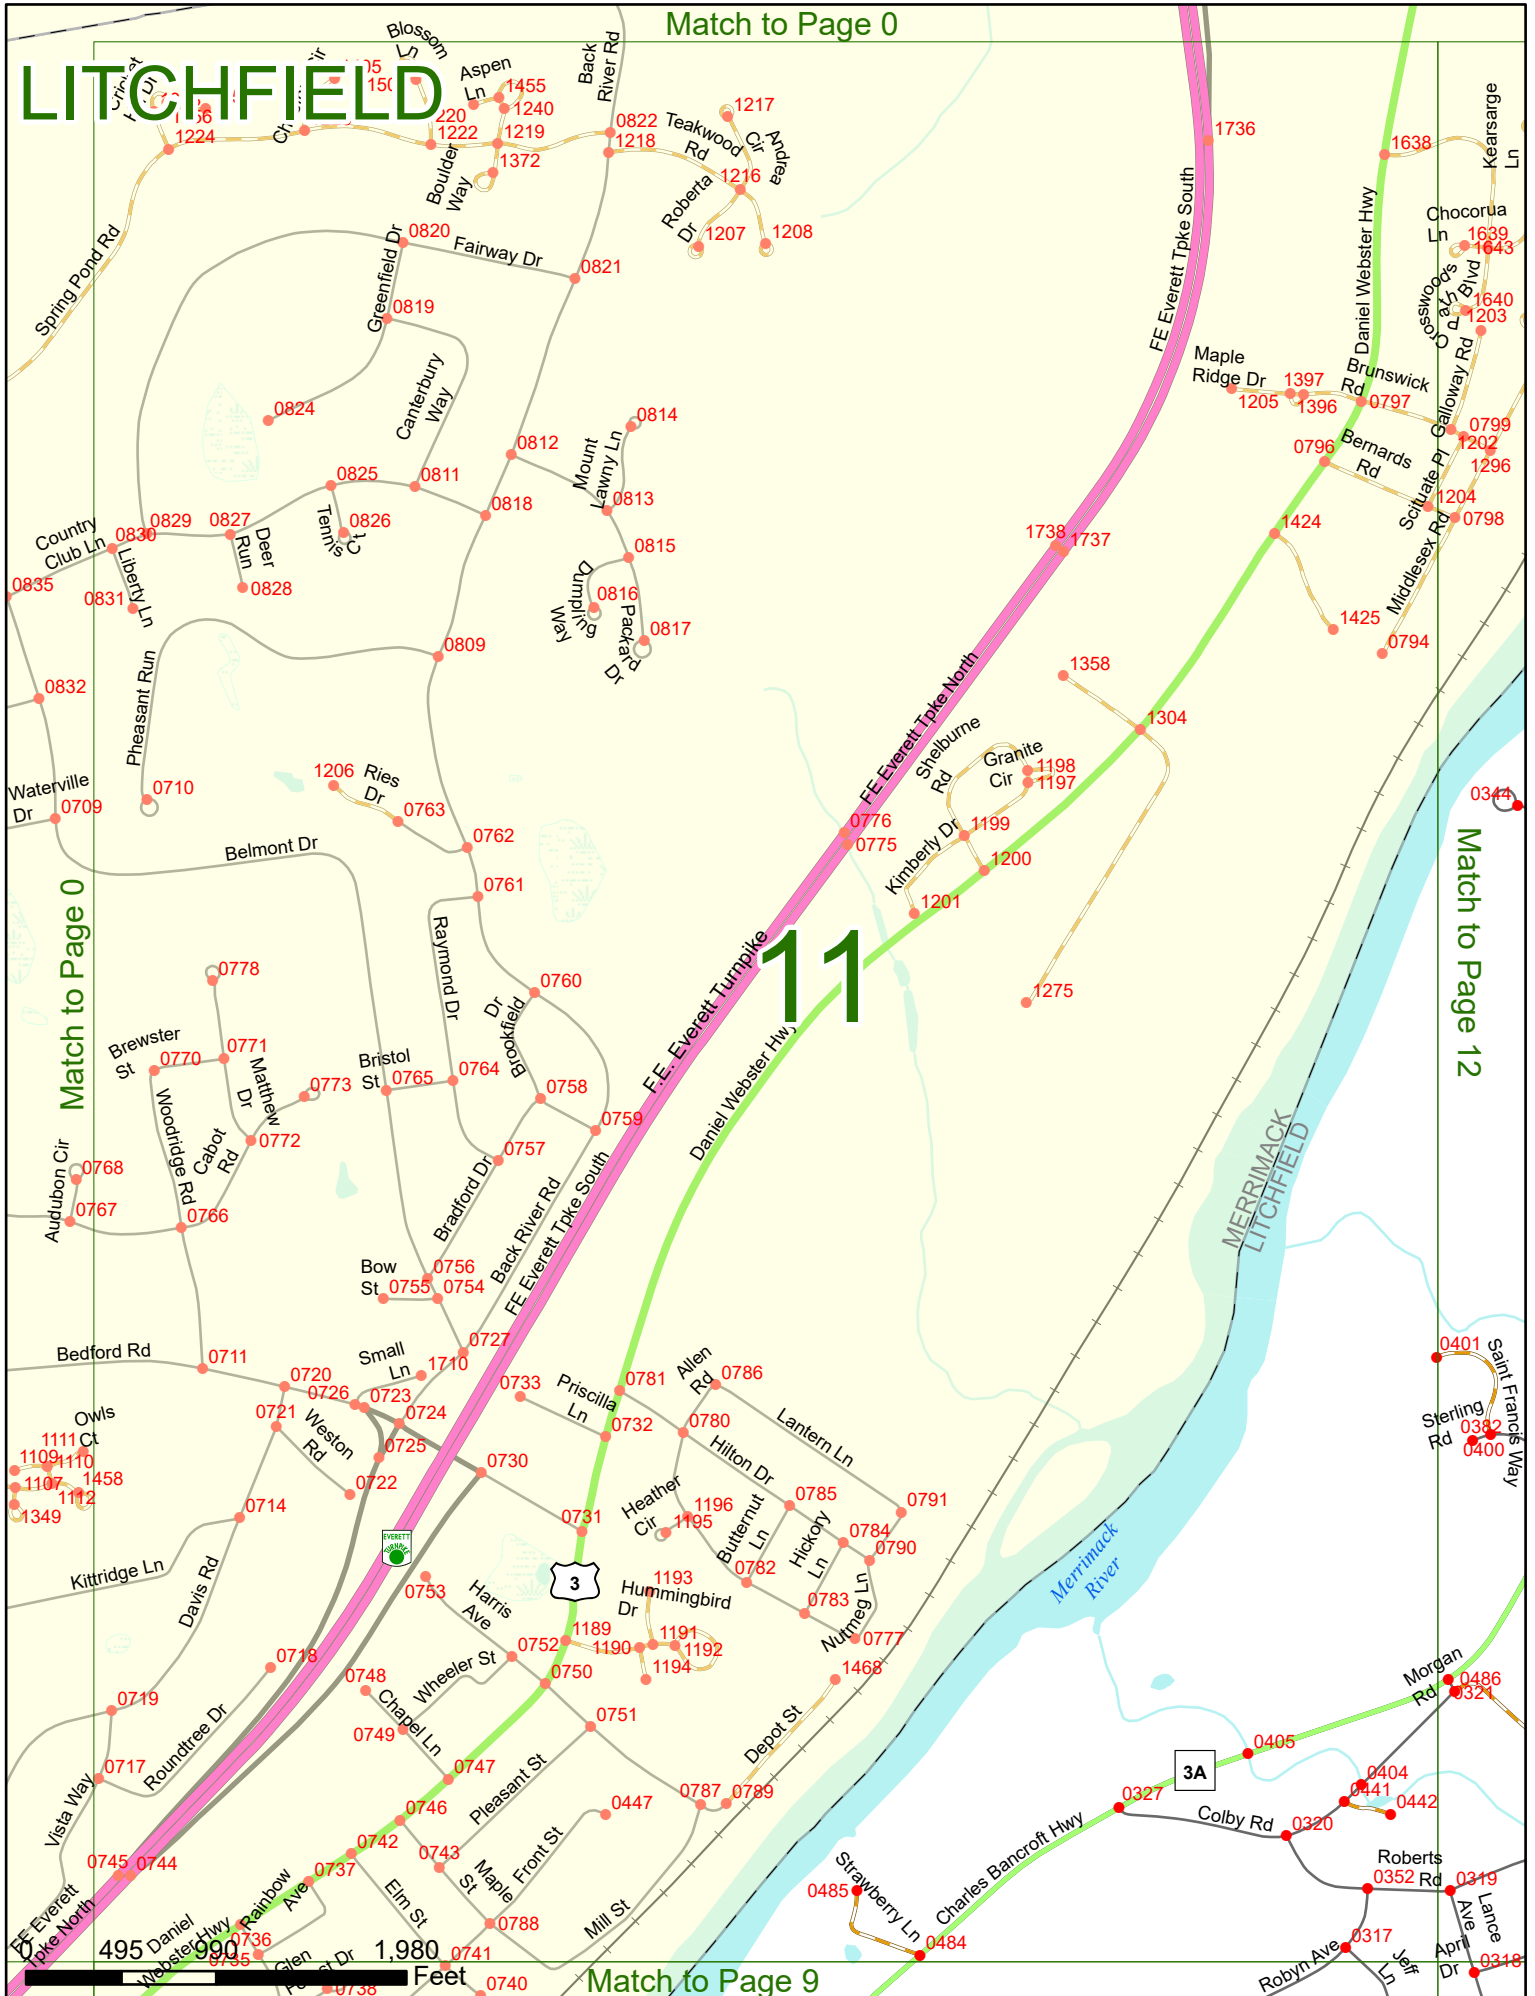 Match to Page 0
LITCHFIELD
Blossom
Ln
Aspen
Ln
1455
1240
Back
River Rd
1217
0822
Teakwood
Rd
Andrea
Cir
1736
1638
Kearsarge
Ln
1224
1222
1219
1218
Boulder
Way
1372
1216
Roberta
Dr
1207
1208
FE Everett Tpke South
Daniel Webster Hwy
Chocorua
Ln
1639
1643
Spring Pond Rd
0820
Fairway Dr
0821
Greenfield Dr
0819
Crosswood's
Path
Blvd
1640
1203
Canterbury
Way
Maple
Ridge Dr
1397
Brunswick
Rd
1205
1396
0797
Galloway Rd
0799
1202
0824
0814
Mount
Lawny Ln
0812
0796
Bernards
Rd
1296
0825
0811
0818
0813
Scituate Pl
1204
0798
Country
Club Ln
0830
0829
0827
Deer
Run
Tennis
Ct
0826
1738
1737
1424
Middlesex Rd
0835
Liberty Ln
0831
0828
0815
0816
Dumpling
Way
Packard
Dr
0817
1425
0794
0809
Pheasant Run
0832
1358
1304
FE Everett Tpke North
Shelburne
Rd
Granite
Cir
1198
1197
Waterville
Dr
0709
0710
1206
Ries
Dr
0763
0762
0776
0775
1199
Kimberly Dr
1200
1201
0344
Belmont Dr
0761
Match to Page 0
Match to Page 12
Raymond Dr
11
F.E. Everett Turnpike
0778
0760
Brookfield
Dr
1275
Daniel Webster Hwy
Brewster
St
0770
0771
Matthew
Dr
0773
Bristol
St
0765
0764
0758
0759
Woodridge Rd
Cabot
Rd
0772
0757
Audubon Cir
0768
0767
0766
Bradford Dr
Back River Rd
FE Everett Tpke South
MERRIMACK
LITCHFIELD
Bow
St
0755
0756
0754
0727
Bedford Rd
0711
Small
Ln
1710
0720
0726
0723
0724
0733
Priscilla
Ln
0781
Allen
Rd
0786
0401
Saint Francis Way
0721
Weston
Rd
0725
0732
0780
Lantern Ln
Sterling
Rd
0382
0400
Owls
Ct
1111
1109
1110
1107
1458
1112
1349
0722
0730
Hilton Dr
0714
0731
Heather
Cir
1196
1195
Butternut
Ln
0785
Hickory
Ln
0784
0791
0790
EVERETT
TURNPIKE
3
Kittridge Ln
Davis Rd
0753
Harris
Ave
0782
0783
Nutmeg Ln
0777
Merrimack
River
1193
Hummingbird
Dr
0752
1189
1190
1191
1192
1194
1468
0718
Wheeler St
0750
0748
Chapel Ln
0749
0719
Roundtree Dr
0751
Depot St
Morgan
Rd
0486
0321
0717
Vista Way
0747
Pleasant St
0787
0789
0405
3A
0404
0441
0442
0327
Colby Rd
0320
0746
0447
0742
0743
Maple
St
Front St
0745
0744
0737
Rainbow
Ave
Elm St
0788
Mill St
Strawberry Ln
0485
Charles Bancroft Hwy
0484
Roberts
Rd
0352
0319
Lance
Ave
0317
Robyn Ave
Jeff
Ln
April
Dr
0318
FE Everett
Tpke North
Daniel
Webster Hwy
0736
0735
Glen
Forest Dr
0738
0741
0740
0 495 990 1,980
Feet
Match to Page 9